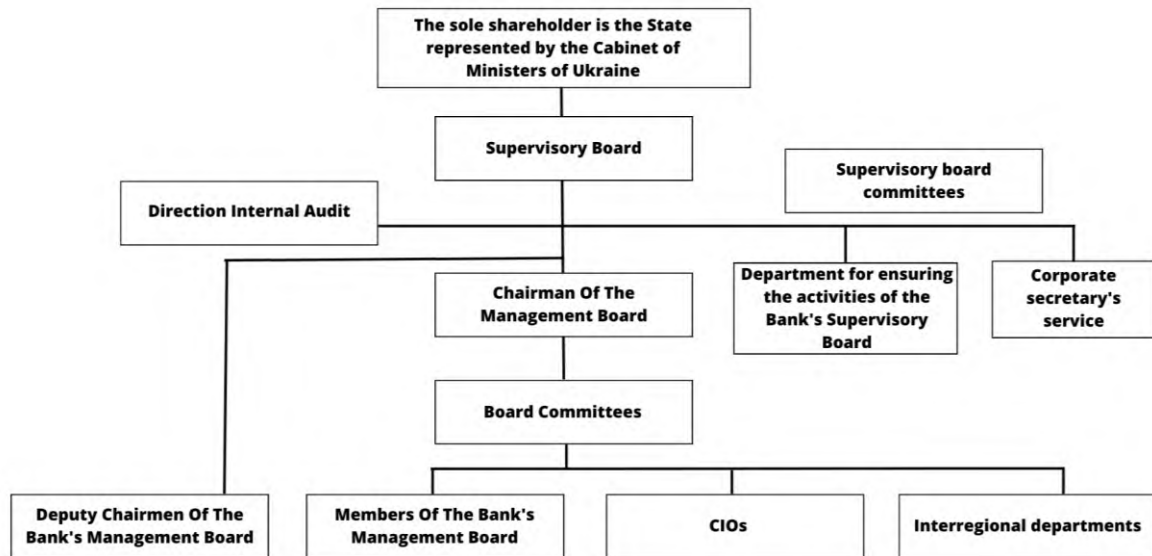 The sole shareholder is the State
represented by the Cabinet of
Ministers of Ukraine
Supervisory Board
Supervisory board
committees
Direction Internal Audit
Chairman Of The
Management Board
Department for ensuring
the activities of the
Bank's Supervisory
Board
Corporate
secretary's
service
Board Committees
Deputy Chairmen Of The
Bank's Management Board
Members Of The Bank's
Management Board
CIOs
Interregional departments